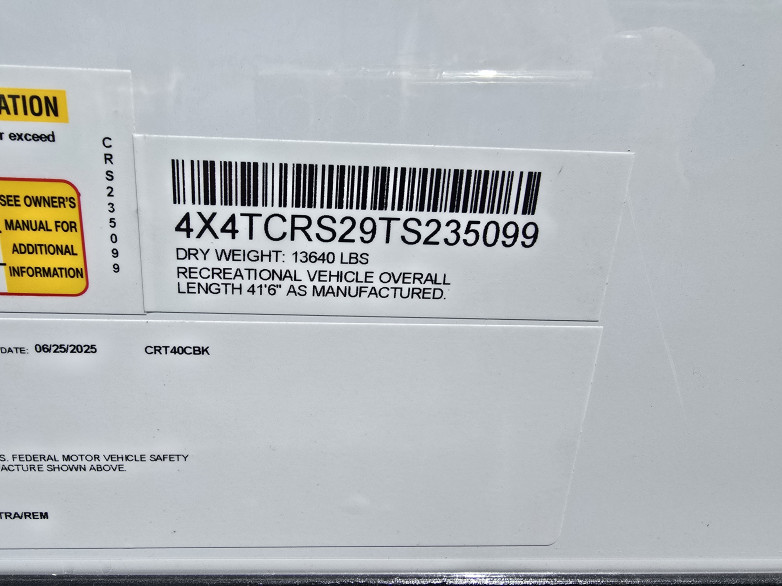 ATION
r exceed
SEE OWNER'S
MANUAL FOR
ADDITIONAL
INFORMATION
CRS235099
4X4TCRS29TS235099
DRY WEIGHT: 13640 LBS
RECREATIONAL VEHICLE OVERALL
LENGTH 41'6" AS MANUFACTURED.
DATE: 06/25/2025 CRT40CBK
S. FEDERAL MOTOR VEHICLE SAFETY
ACTURE SHOWN ABOVE.
TRA/REM